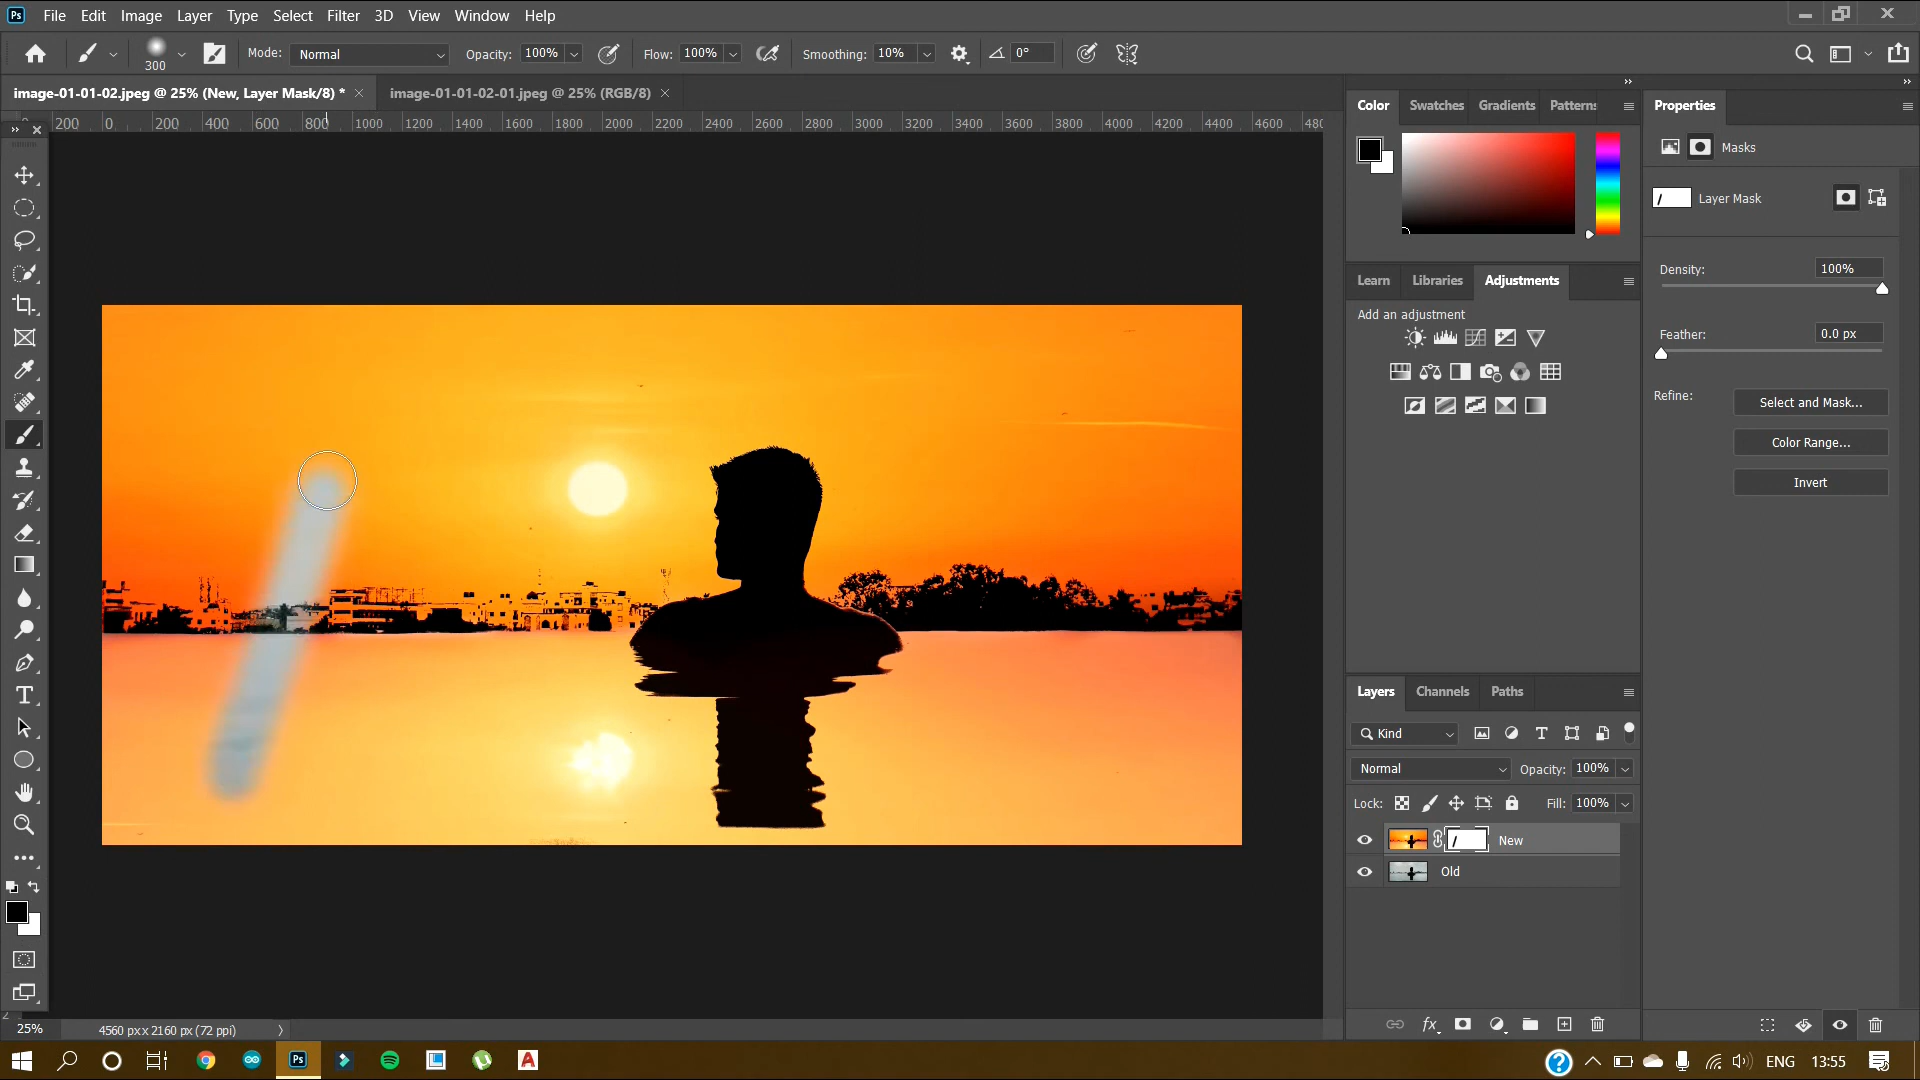 Ps File Edit Image Layer Type Select Filter 3D View Window Help
300 Mode: Normal Opacity: 100% Flow: 100% Smoothing: 10% 0°
image-01-01-02.jpeg @ 25% (New, Layer Mask/8) * image-01-01-02-01.jpeg @ 25% (RGB/8)
200 0 200 400 600 800 1000 1200 1400 1600 1800 2000 2200 2400 2600 2800 3000 3200 3400 3600 3800 4000 4200 4400 4600 480
Color Swatches Gradients Patterns
Properties
Masks
Layer Mask
Density: 100%
Feather: 0.0 px
Refine: Select and Mask...
Color Range...
Invert
Learn Libraries Adjustments
Add an adjustment
Layers Channels Paths
Kind
Normal Opacity: 100%
Lock: Fill: 100%
New
Old
25% 4560 px x 2160 px (72 ppi)
Ps ENG 13:55